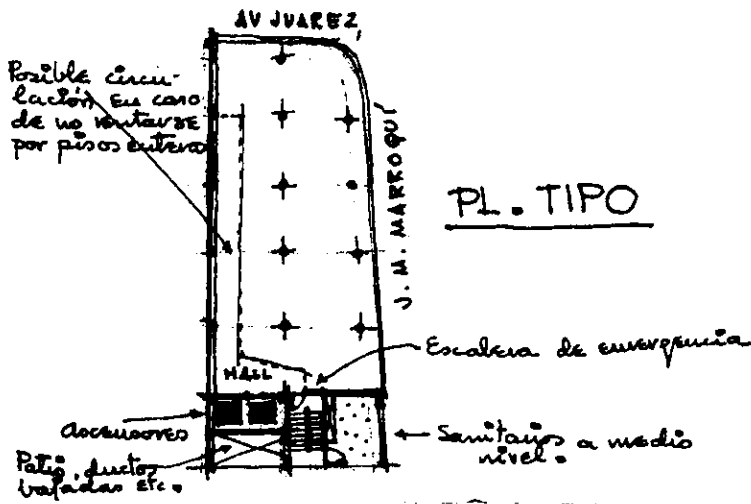 AV JUAREZ
Posible circu-
lación en caso
de no rentarse
por pisos enteros
J. M. MARROQUÍ
PL. TIPO
Escalera de emergencia
HALL
ascensores
Sanitarios a medio
nivel.
Patio, ductos
bajadas etc.